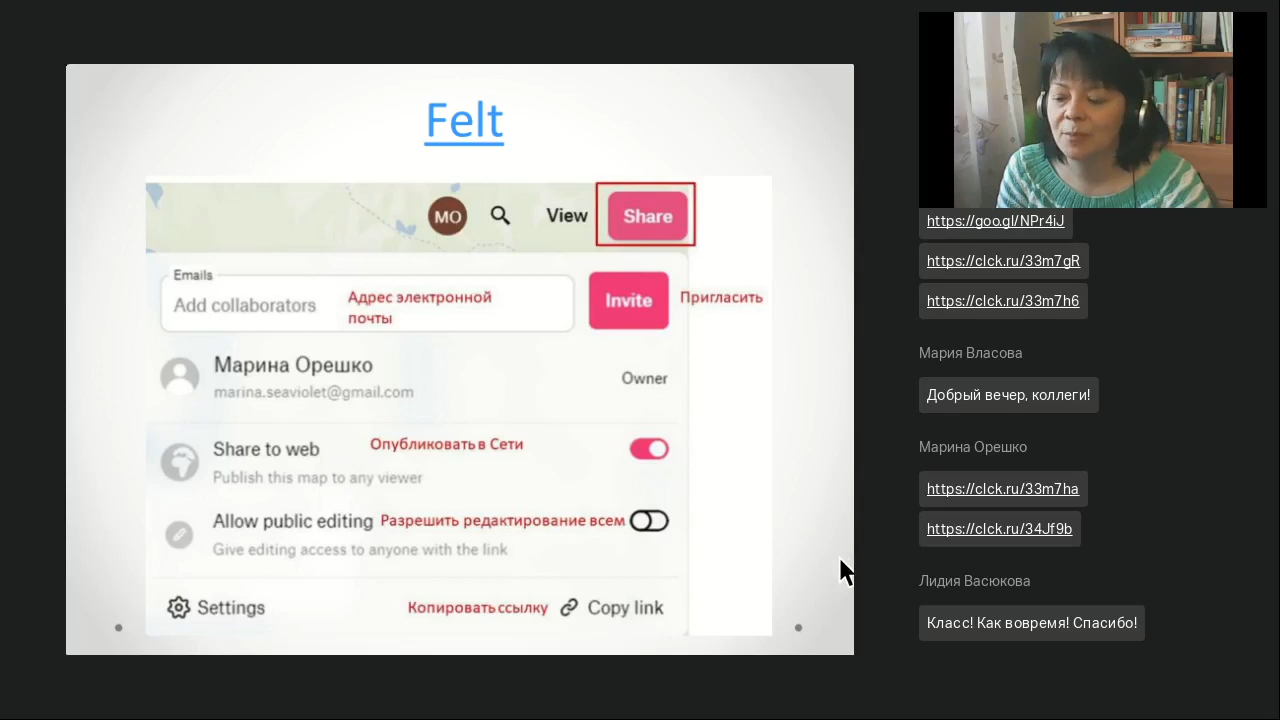 Felt
MO
View
Share
Emails
Add collaborators
Адрес электронной
почты
Invite
Пригласить
Марина Орешко
marina.seaviolet@gmail.com
Owner
Share to web
Опубликовать в Сети
Publish this map to any viewer
Allow public editing
Разрешить редактирование всем
Give editing access to anyone with the link
Settings
Копировать ссылку
Copy link
https://goo.gl/NPr4iJ
https://clck.ru/33m7gR
https://clck.ru/33m7h6
Мария Власова
Добрый вечер, коллеги!
Марина Орешко
https://clck.ru/33m7ha
https://clck.ru/34Jf9b
Лидия Васюкова
Класс! Как вовремя! Спасибо!